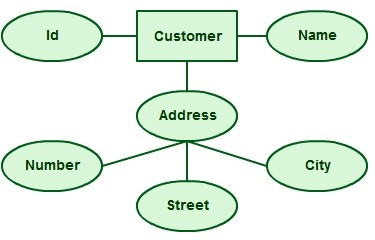 Id
Customer
Name
Address
Number
City
Street